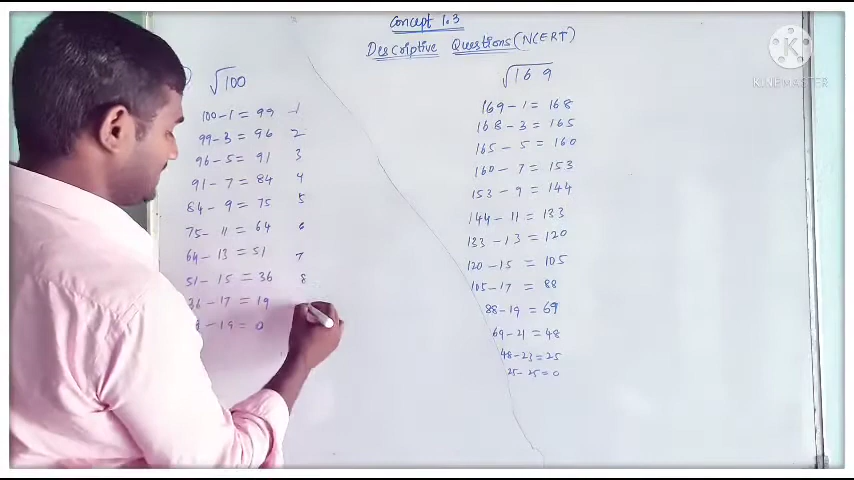 Concept 1.3
Descriptive Questions (NCERT)
√100
100-1 = 99 -1
99-3 = 96 2
96-5 = 91 3
91-7 = 84 4
84-9 = 75 5
75-11 = 64 6
64-13 = 51 7
51-15 = 36 8
36-17 = 19
-19 = 0
√169
169-1 = 168
168-3 = 165
165-5 = 160
160-7 = 153
153-9 = 144
144-11 = 133
133-13 = 120
120-15 = 105
105-17 = 88
88-19 = 69
69-21 = 48
48-23 = 25
25-25 = 0
K
KINEMASTER